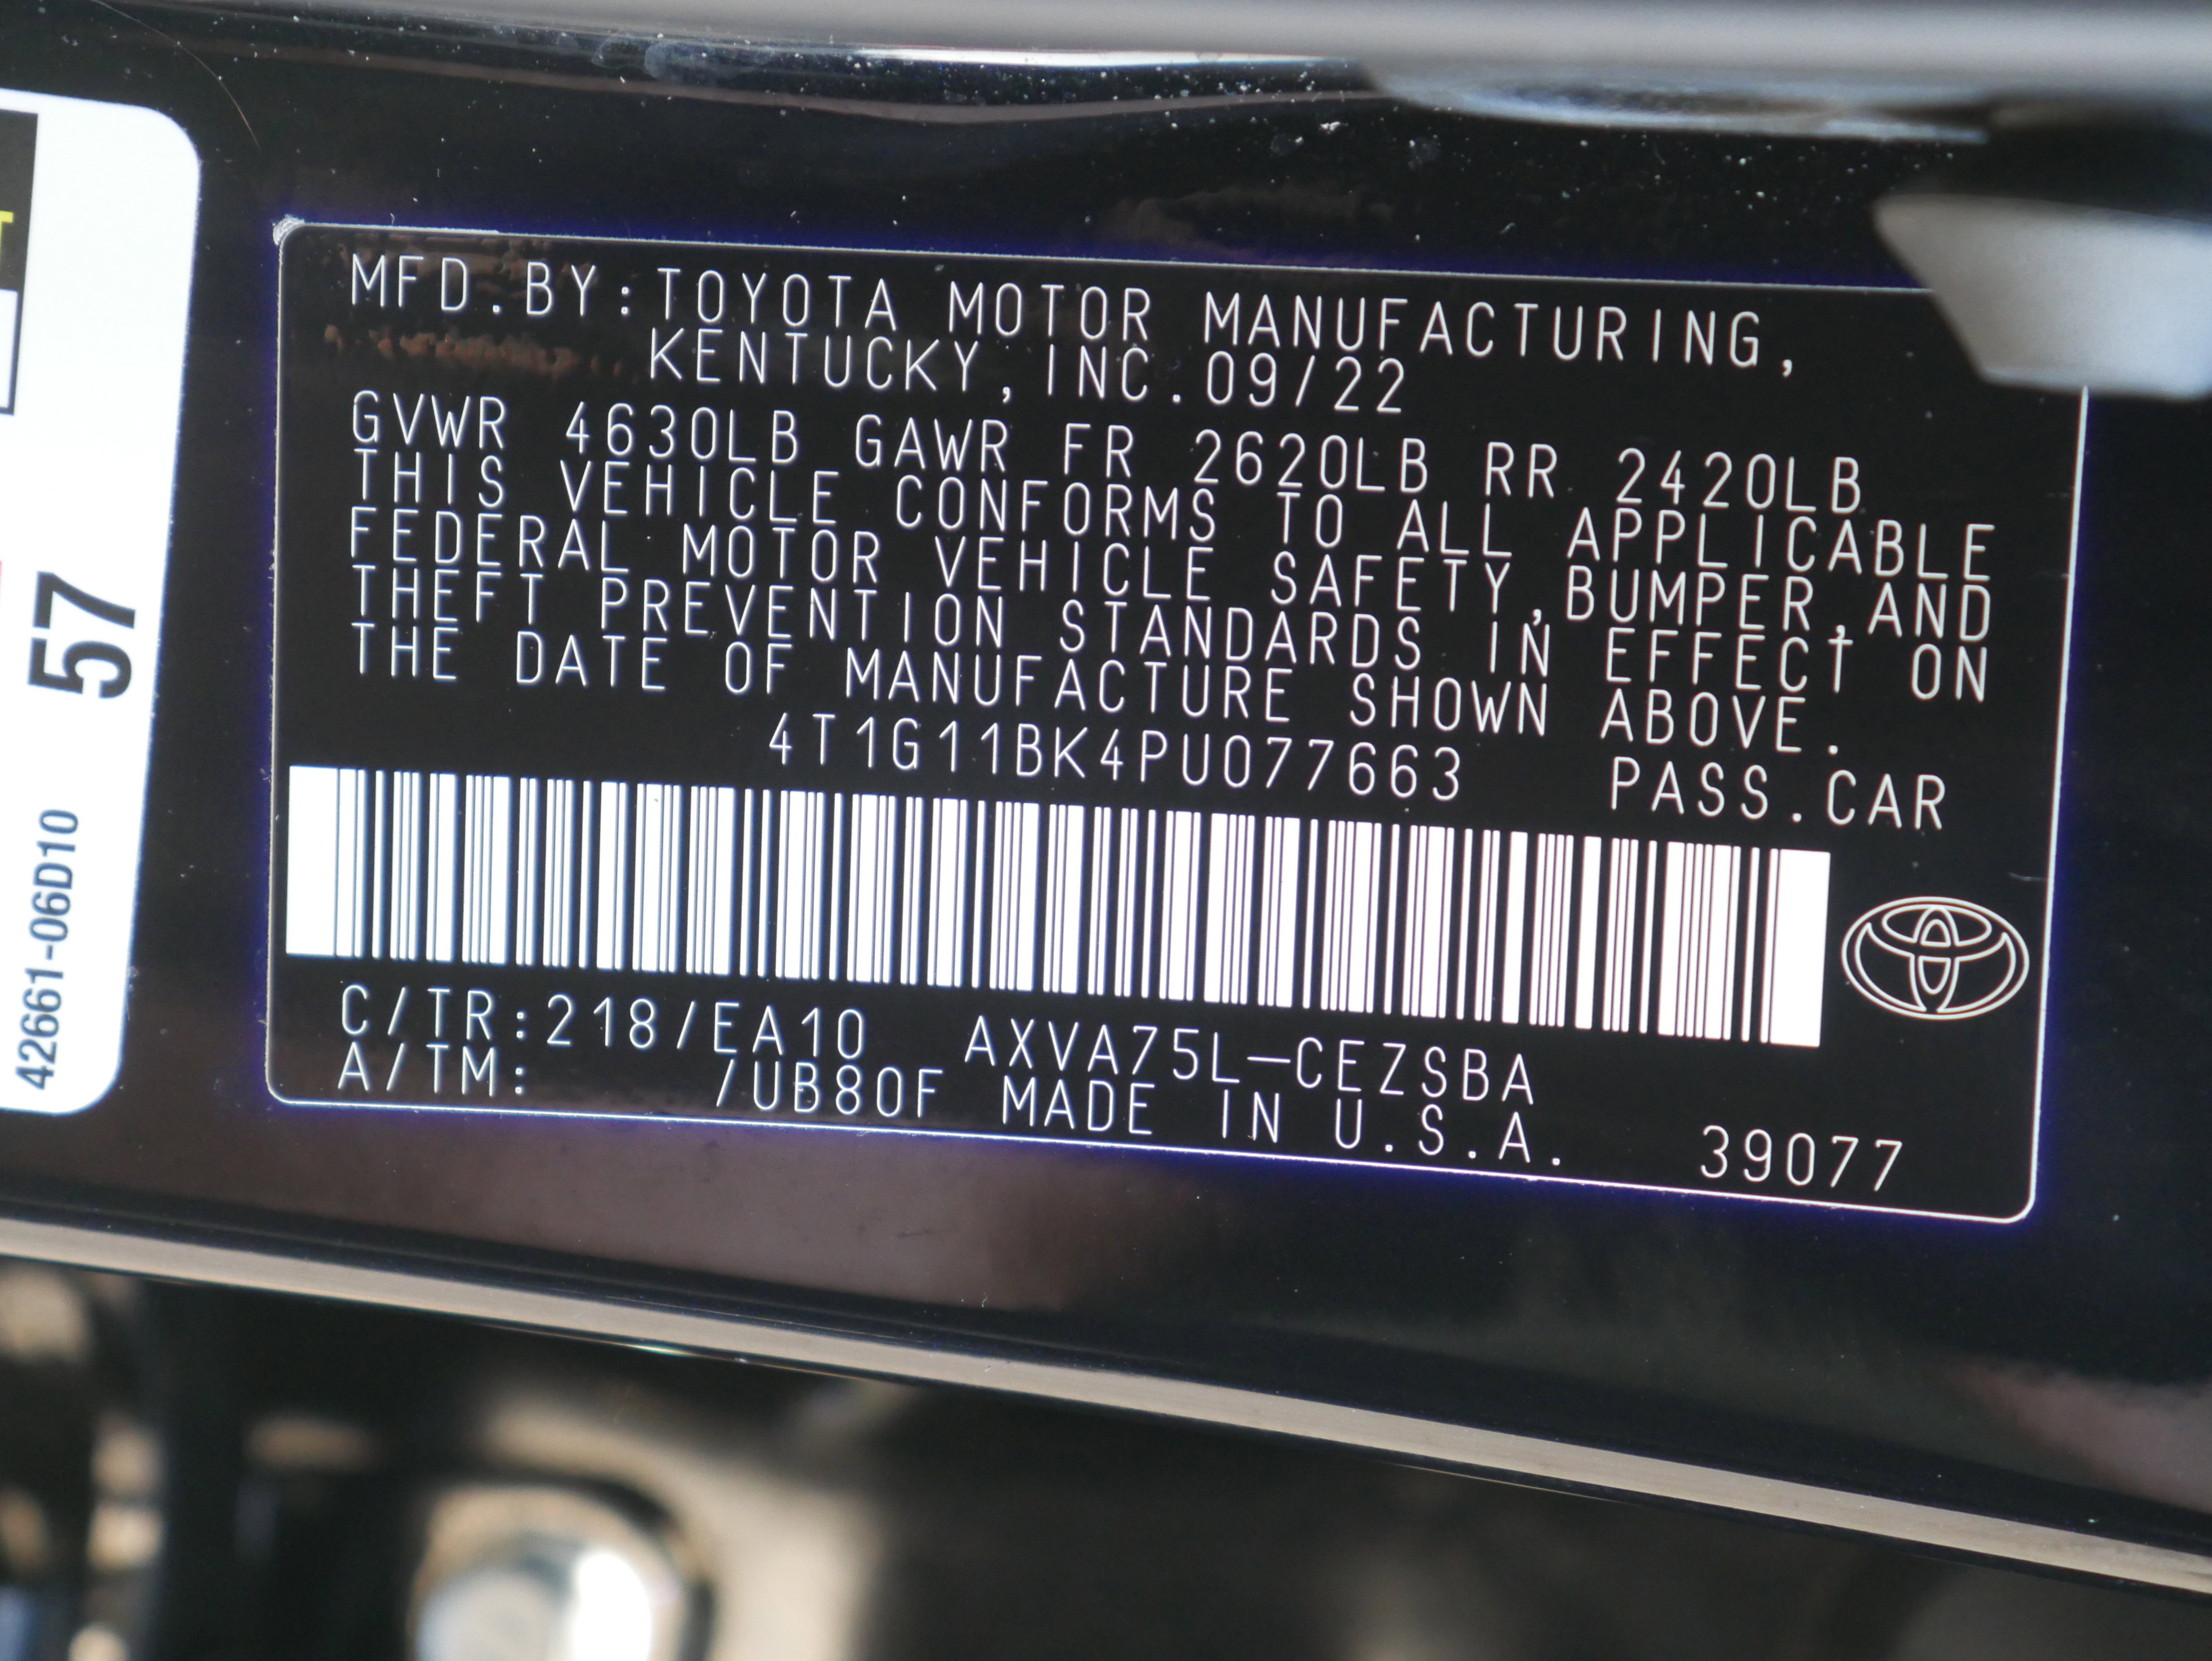 MFD.BY:TOYOTA MOTOR MANUFACTURING,
KENTUCKY,INC.09/22
GVWR 4630LB GAWR FR 2620LB RR 2420LB
THIS VEHICLE CONFORMS TO ALL APPLICABLE
FEDERAL MOTOR VEHICLE SAFETY,BUMPER,AND
THEFT PREVENTION STANDARDS IN EFFECT ON
THE DATE OF MANUFACTURE SHOWN ABOVE.
4T1G11BK4PU077663 PASS.CAR
C/TR:218/EA10 AXVA75L-CEZSBA
A/TM: /UB80F MADE IN U.S.A. 39077
57
42661-06D10